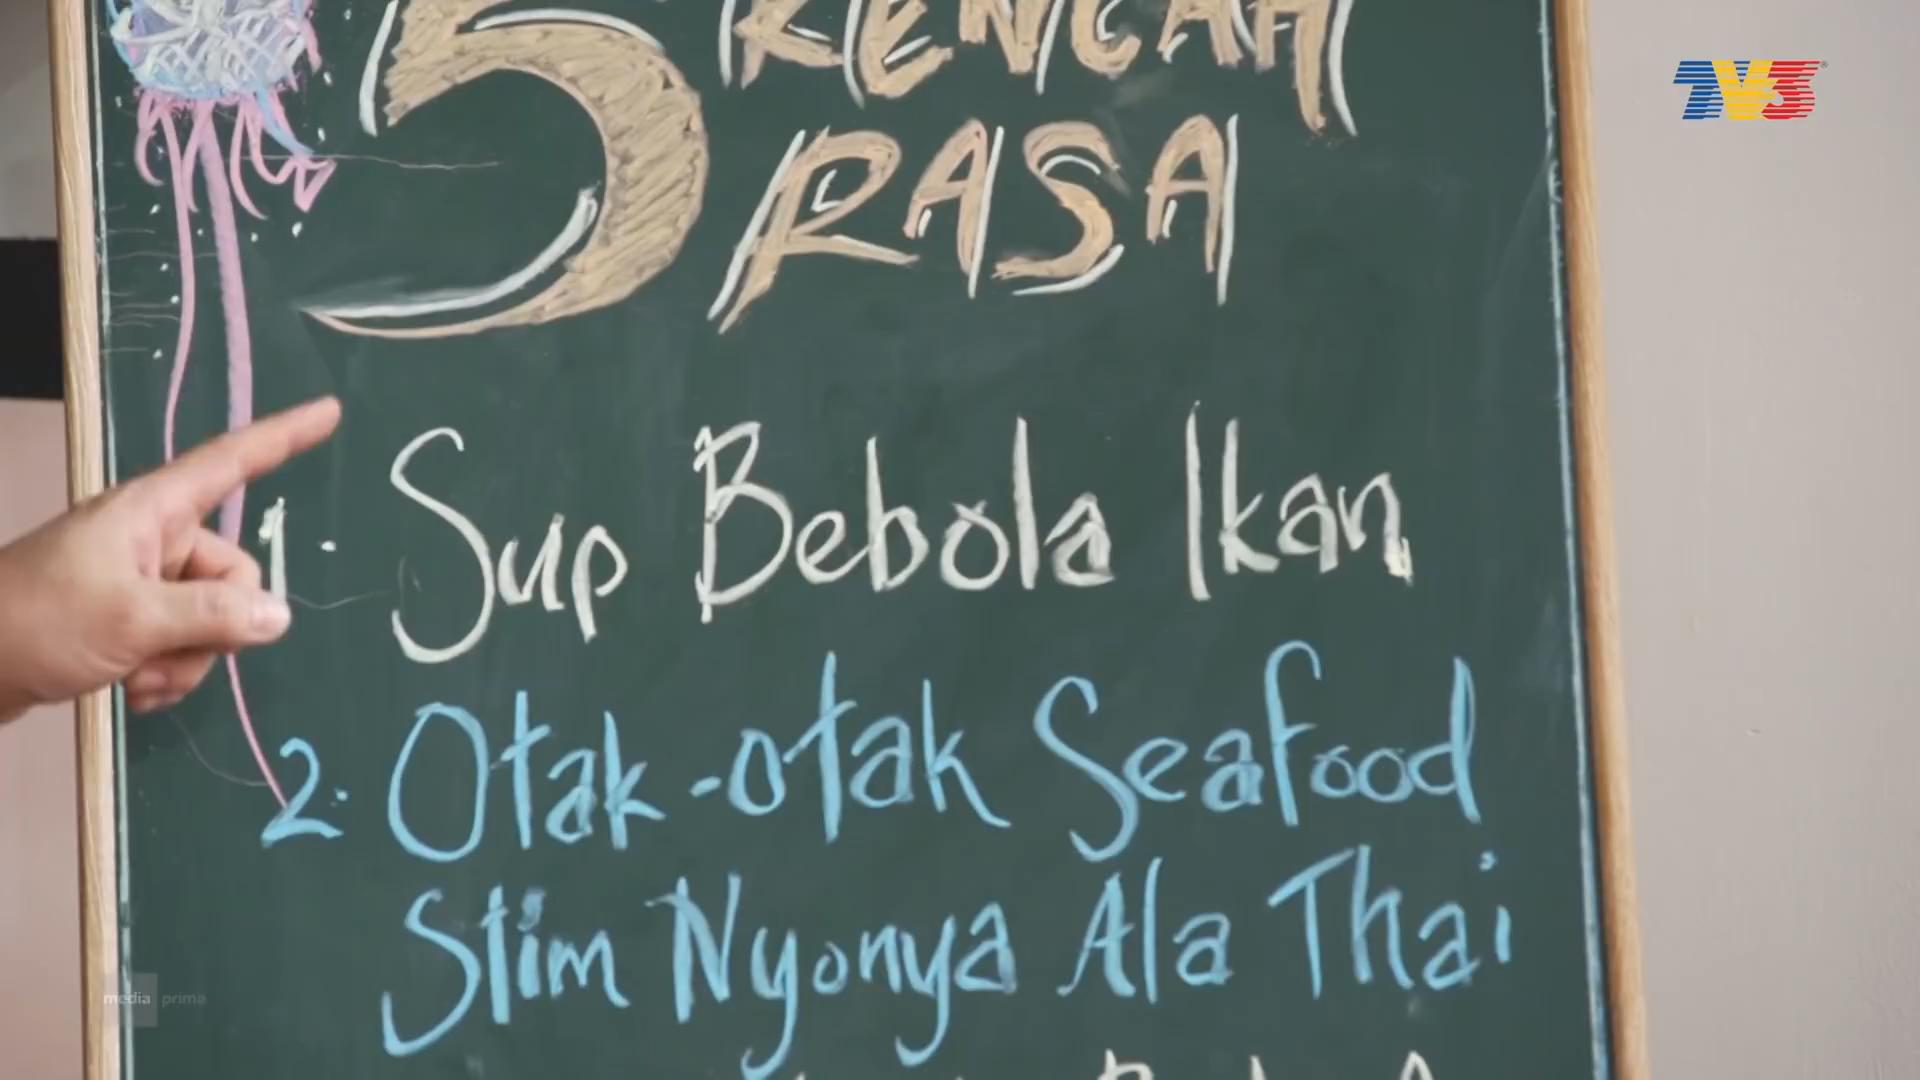 5 RENCAH
RASA
TV3
1. Sup Bebola Ikan
2. Otak-otak Seafood
Stim Nyonya Ala Thai
media prima